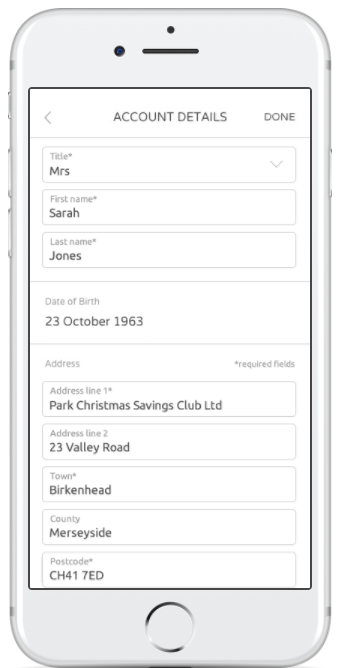 ACCOUNT DETAILS DONE
Title*
Mrs
First name*
Sarah
Last name*
Jones
Date of Birth
23 October 1963
Address *required fields
Address line 1*
Park Christmas Savings Club Ltd
Address line 2
23 Valley Road
Town*
Birkenhead
County
Merseyside
Postcode*
CH41 7ED